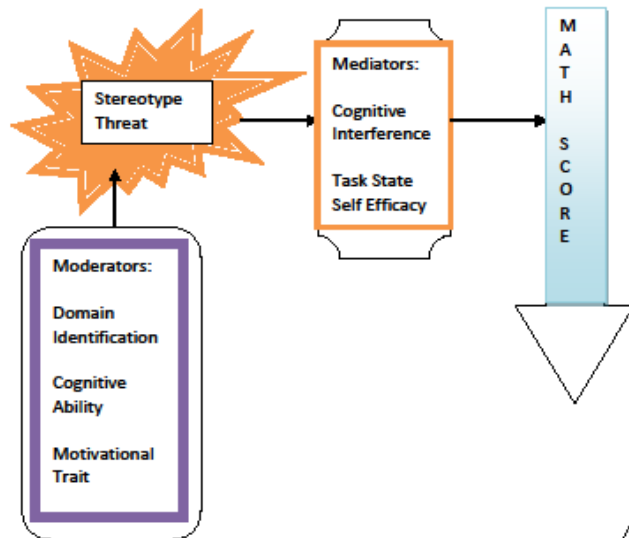 Stereotype
Threat
Mediators:
Cognitive
Interference
Task State
Self Efficacy
M
A
T
H
S
C
O
R
E
Moderators:
Domain
Identification
Cognitive
Ability
Motivational
Trait